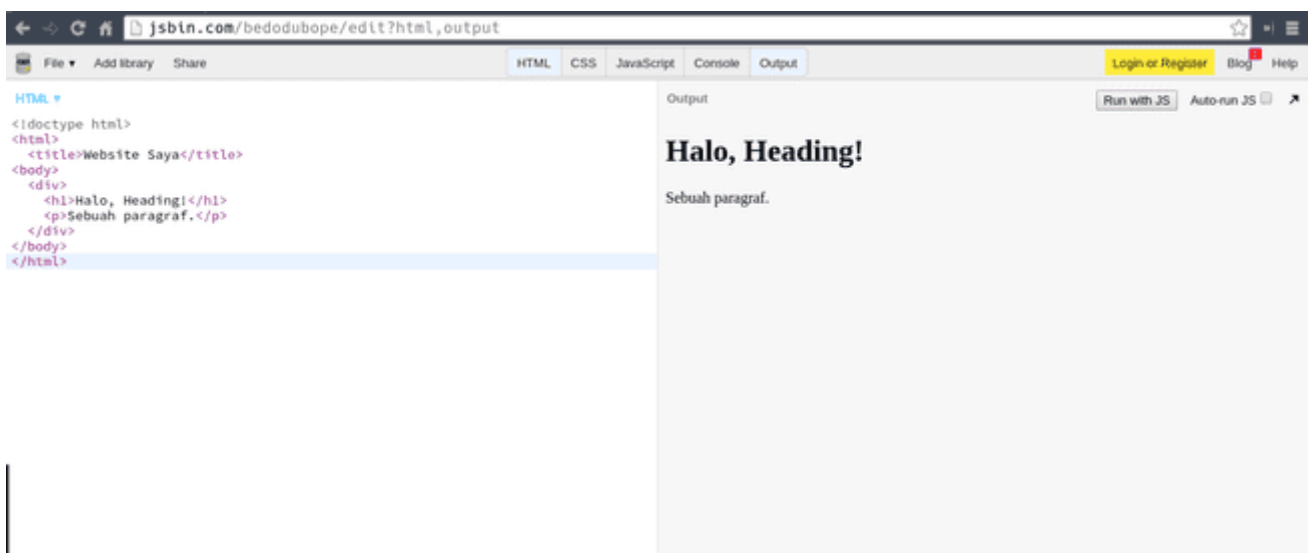 jsbin.com/bedodubope/edit?html,output
File ▾ Add library Share HTML CSS JavaScript Console Output Login or Register Blog Help
HTML ▾
<!doctype html>
<html>
  <title>Website Saya</title>
<body>
  <div>
    <h1>Halo, Heading!</h1>
    <p>Sebuah paragraf.</p>
  </div>
</body>
</html>
Output Run with JS Auto-run JS
Halo, Heading!
Sebuah paragraf.